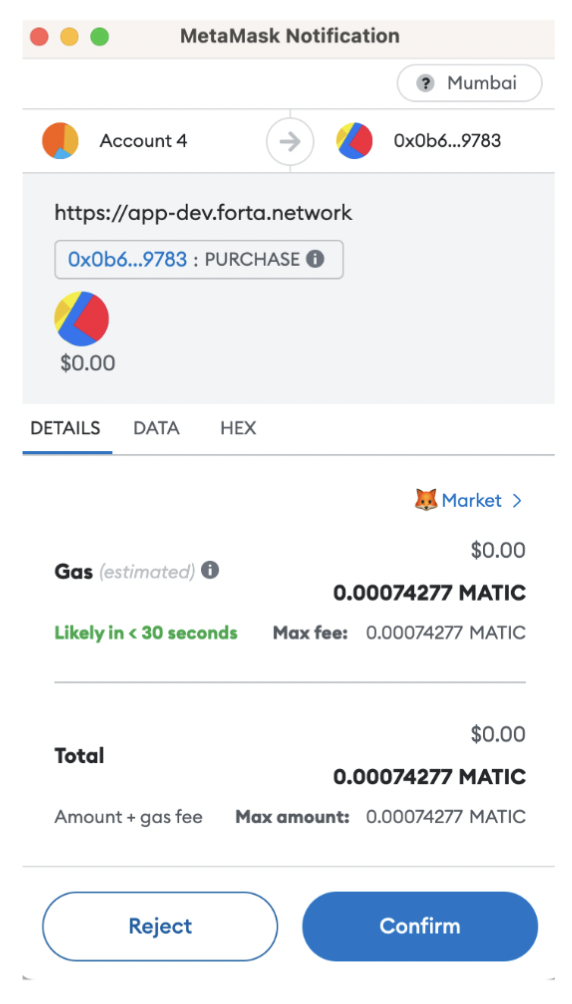 MetaMask Notification
? Mumbai
Account 4 0x0b6...9783
https://app-dev.forta.network
0x0b6...9783 : PURCHASE i
$0.00
DETAILS DATA HEX
Market >
$0.00
Gas (estimated) i
0.00074277 MATIC
Likely in < 30 seconds Max fee: 0.00074277 MATIC
$0.00
Total
0.00074277 MATIC
Amount + gas fee Max amount: 0.00074277 MATIC
Reject Confirm